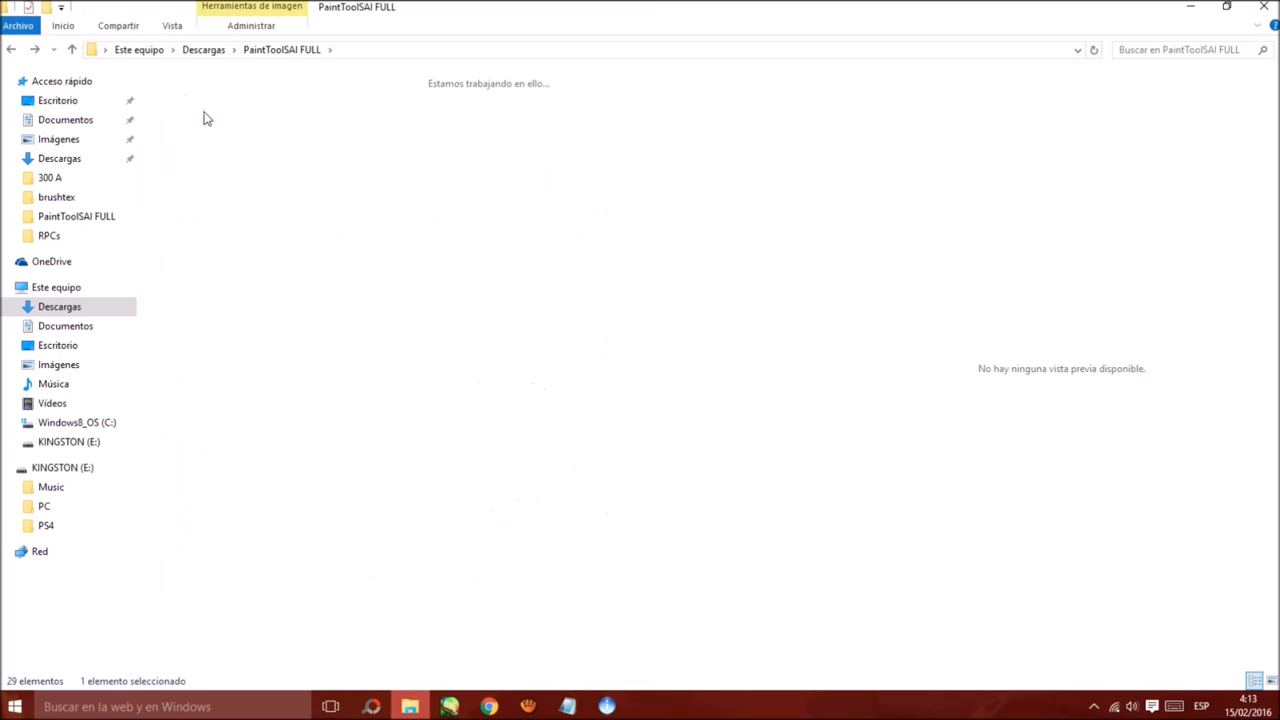 Herramientas de imagen
PaintToolSAI FULL
Archivo
Inicio
Compartir
Vista
Administrar
Este equipo
Descargas
PaintToolSAI FULL
Buscar en PaintToolSAI FULL
Estamos trabajando en ello...
Acceso rápido
Escritorio
Documentos
Imágenes
Descargas
300 A
brushtex
PaintToolSAI FULL
RPCs
OneDrive
Este equipo
Descargas
Documentos
Escritorio
Imágenes
Música
Vídeos
Windows8_OS (C:)
KINGSTON (E:)
KINGSTON (E:)
Music
PC
PS4
Red
No hay ninguna vista previa disponible.
29 elementos
1 elemento seleccionado
Buscar en la web y en Windows
ESP
4:13
15/02/2016